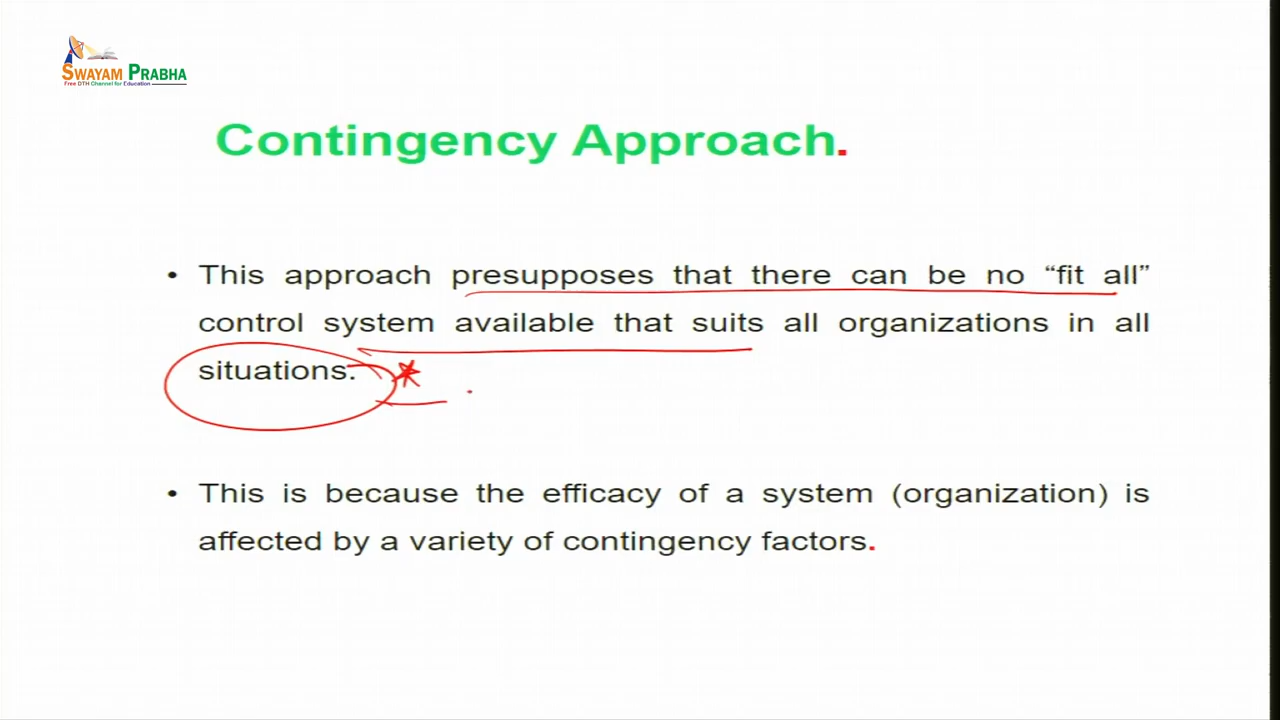 SWAYAM PRABHA
Free DTH Channel for Education
Contingency Approach.
• This approach presupposes that there can be no “fit all”
control system available that suits all organizations in all
situations.
• This is because the efficacy of a system (organization) is
affected by a variety of contingency factors.